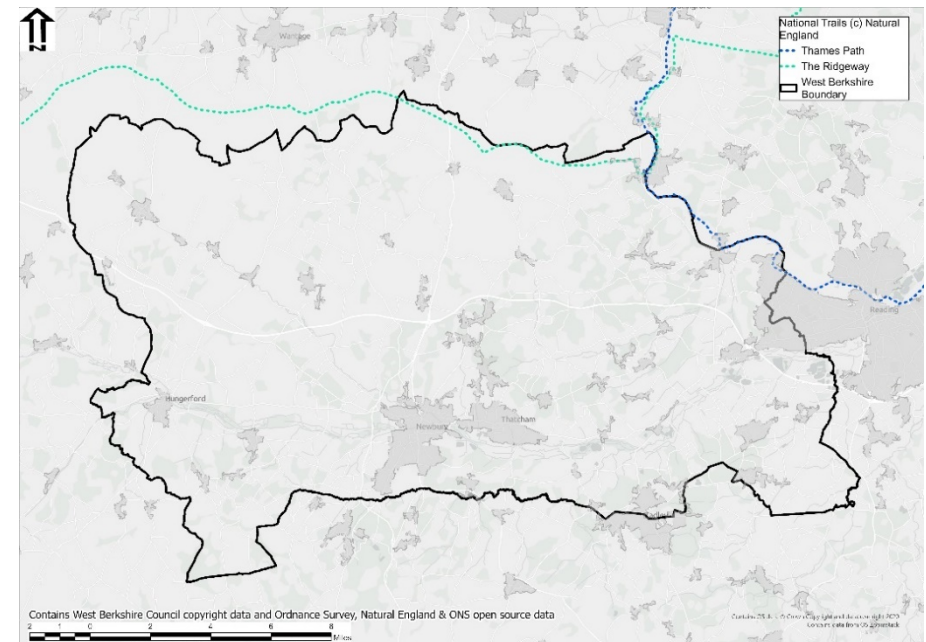 N
National Trails (c) Natural
England
Thames Path
The Ridgeway
West Berkshire
Boundary
Wantage
Reading
Hungerford
Newbury
Thatcham
Contains West Berkshire Council copyright data and Ordnance Survey, Natural England & ONS open source data
2 1 0 2 4 6 8
Miles